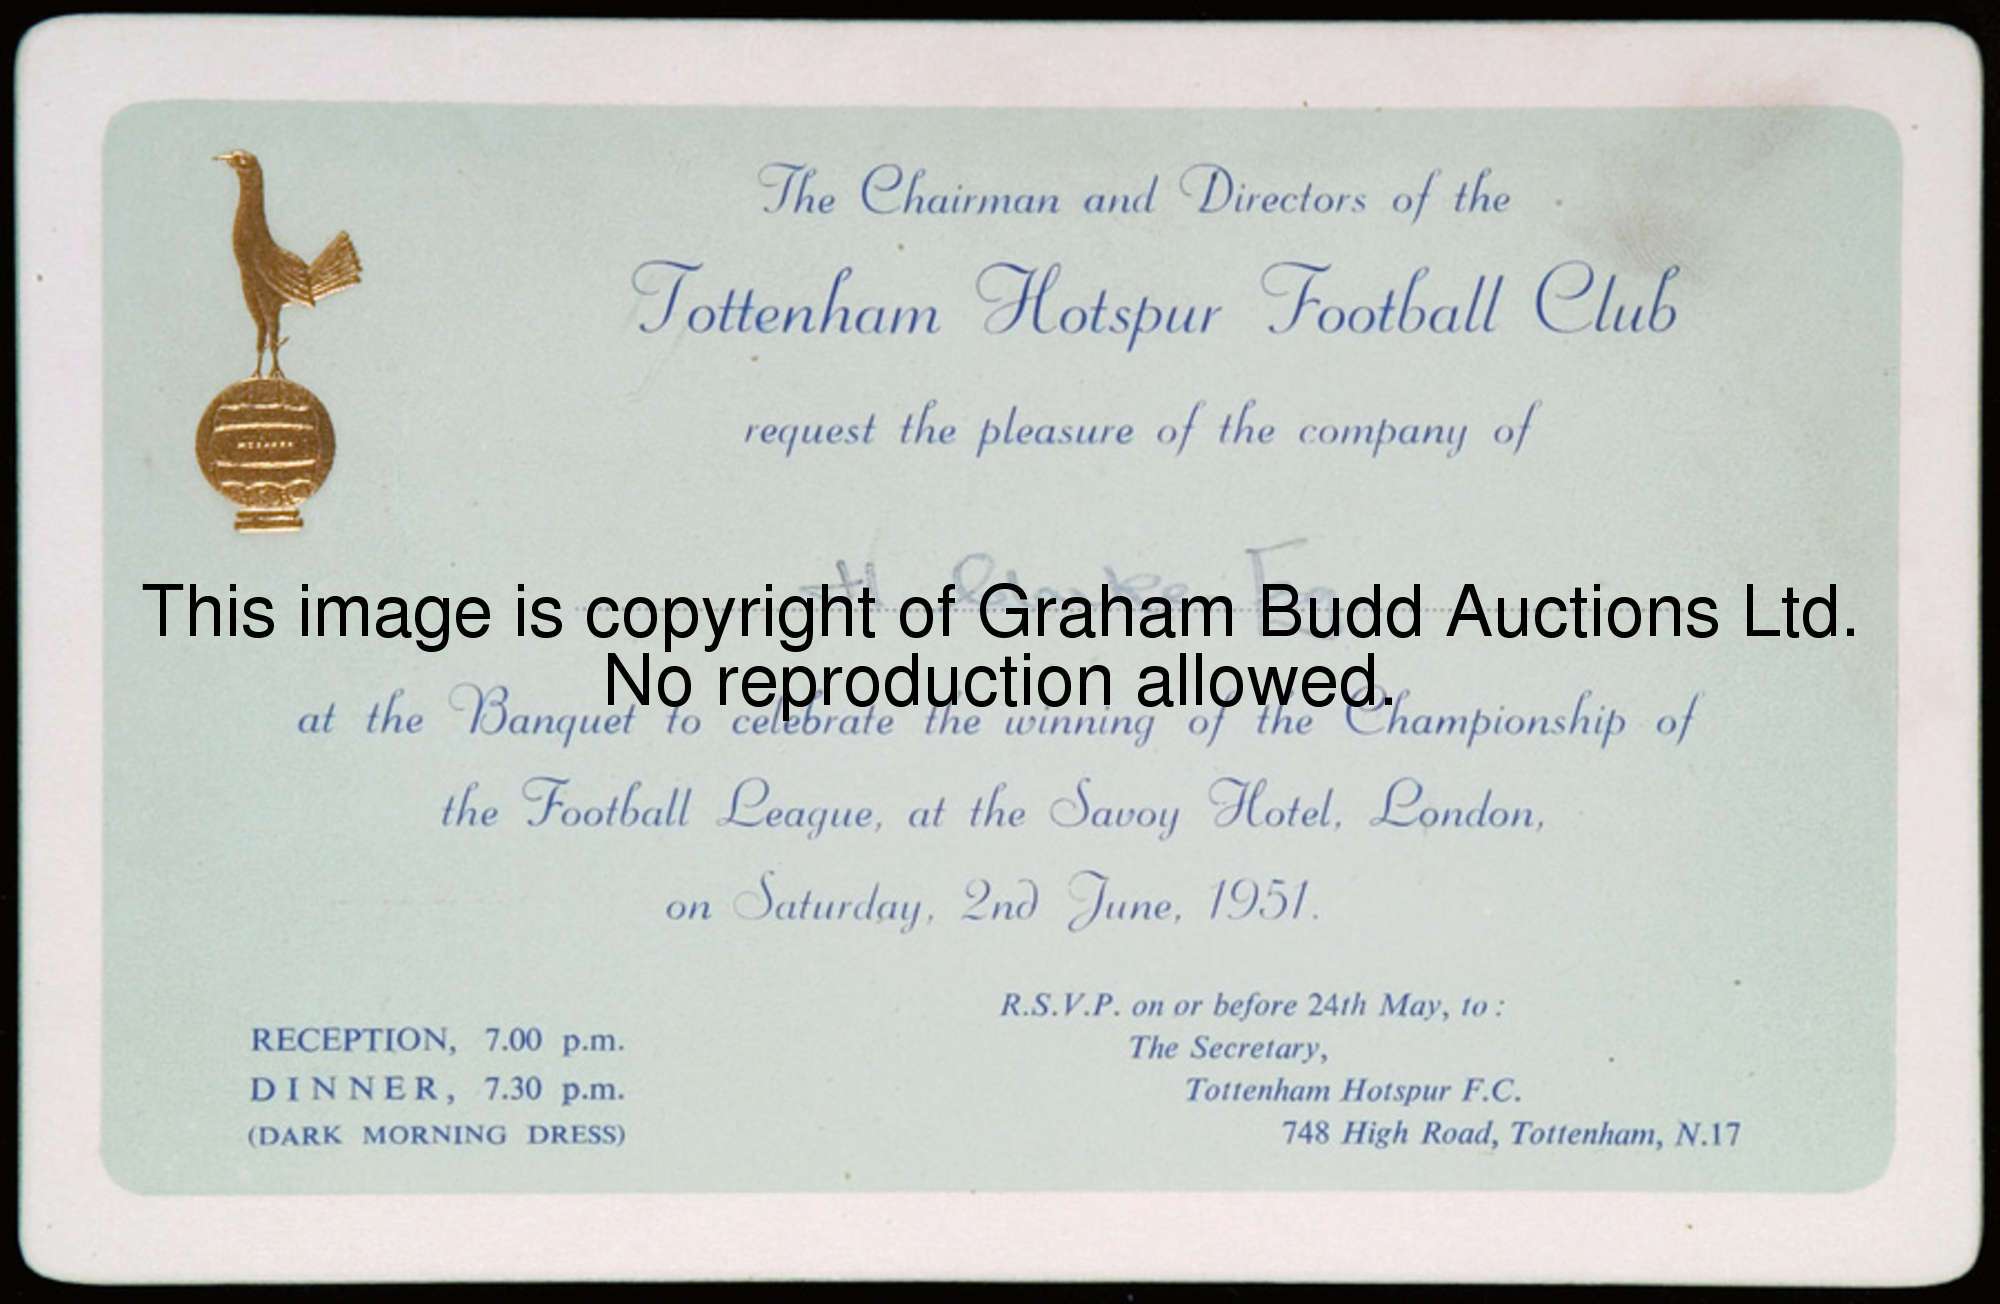 The Chairman and Directors of the
Tottenham Hotspur Football Club
request the pleasure of the company of
H
This image is copyright of Graham Budd Auctions Ltd.
No reproduction allowed.
at the Banquet to celebrate the winning of the Championship of
the Football League, at the Savoy Hotel, London,
on Saturday, 2nd June, 1951.
RECEPTION, 7.00 p.m.
DINNER, 7.30 p.m.
(DARK MORNING DRESS)
R.S.V.P. on or before 24th May, to :
The Secretary,
Tottenham Hotspur F.C.
748 High Road, Tottenham, N.17